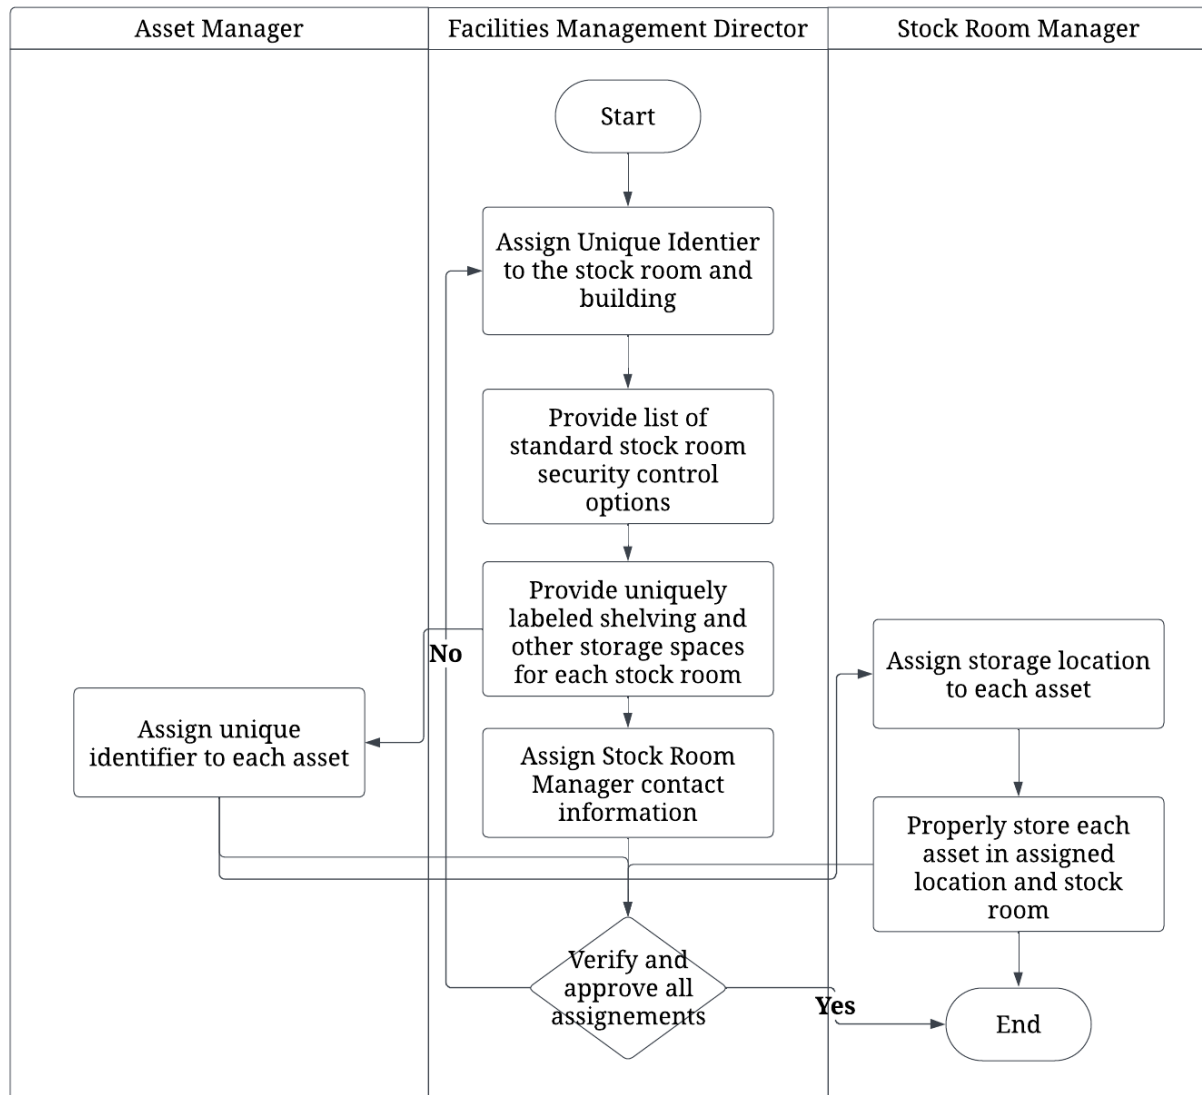 Asset Manager
Facilities Management Director
Stock Room Manager
Start
Assign Unique Identier
to the stock room and
building
Provide list of
standard stock room
security control
options
Provide uniquely
labeled shelving and
other storage spaces
for each stock room
No
Assign storage location
to each asset
Assign unique
identifier to each asset
Assign Stock Room
Manager contact
information
Properly store each
asset in assigned
location and stock
room
Verify and
approve all
assignements
Yes
End